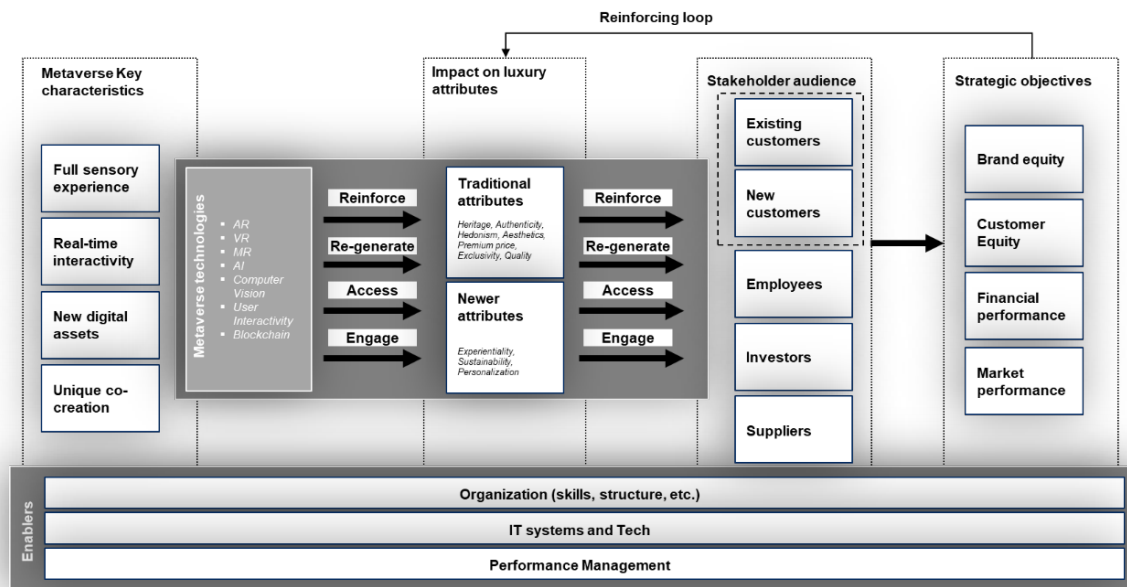 Reinforcing loop
Metaverse Key
characteristics
Full sensory
experience
Real-time
interactivity
New digital
assets
Unique co-
creation
Metaverse technologies
AR
VR
MR
AI
Computer
Vision
User
Interactivity
Blockchain
Reinforce
Re-generate
Access
Engage
Impact on luxury
attributes
Traditional
attributes
Heritage, Authenticity,
Hedonism, Aesthetics,
Premium price,
Exclusivity, Quality
Newer
attributes
Experientiality,
Sustainability,
Personalization
Reinforce
Re-generate
Access
Engage
Stakeholder audience
Existing
customers
New
customers
Employees
Investors
Suppliers
Strategic objectives
Brand equity
Customer
Equity
Financial
performance
Market
performance
Enablers
Organization (skills, structure, etc.)
IT systems and Tech
Performance Management